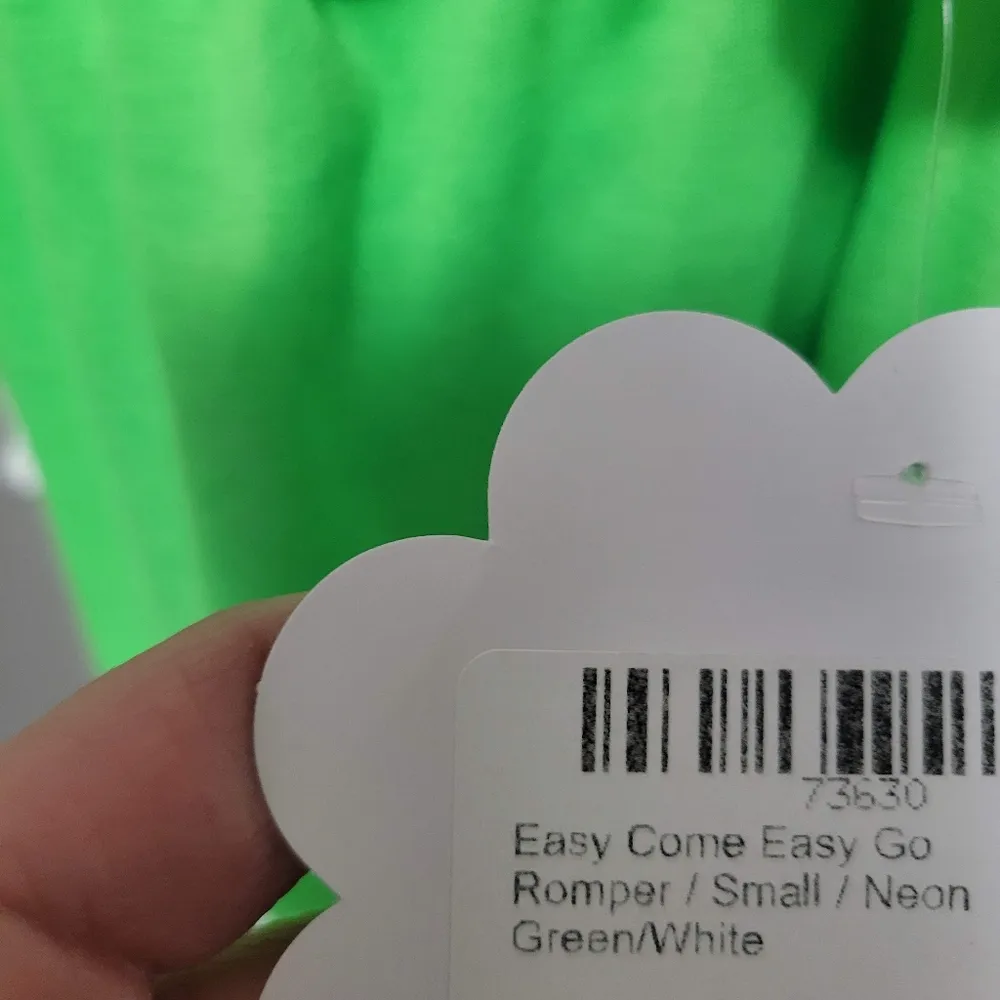 73630
Easy Come Easy Go
Romper / Small / Neon
Green/White